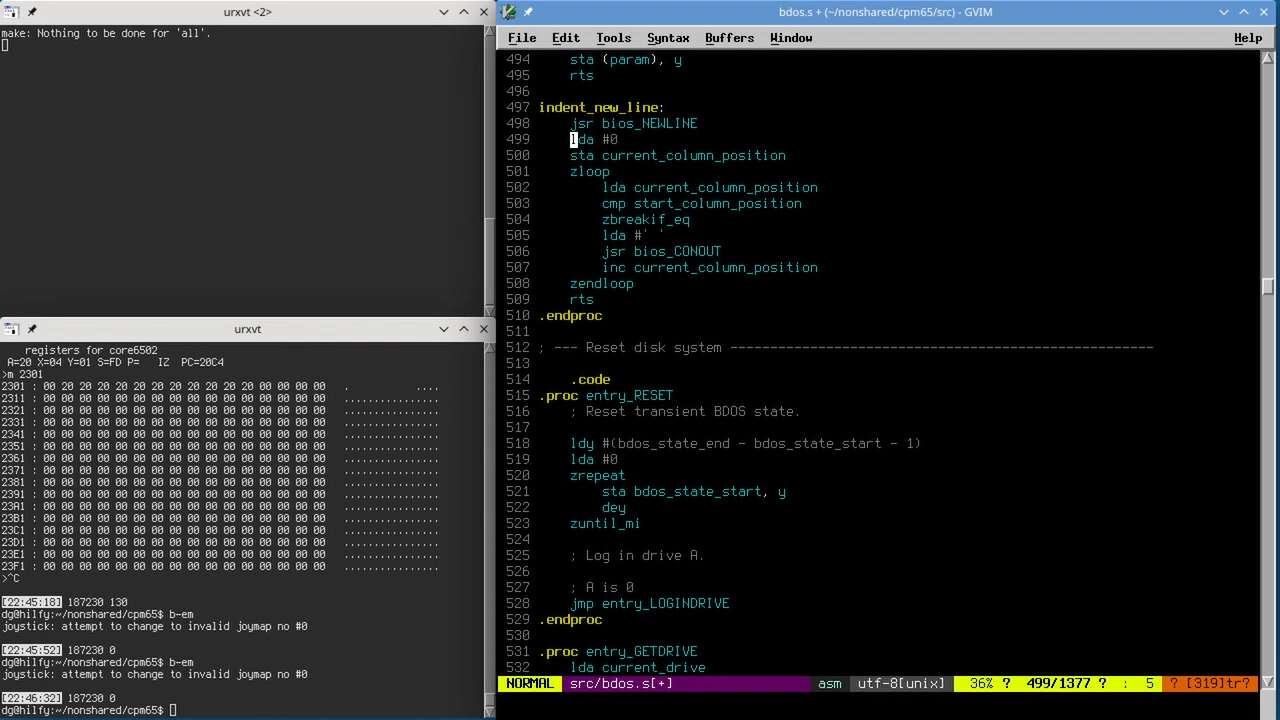 urxvt <2>
make: Nothing to be done for 'all'.
urxvt
registers for core6502
A=20 X=04 Y=01 S=FD P=   IZ  PC=20C4
>m 2301
2301 : 00 20 20 20 20 20 20 20 20 20 20 20 00 00 00 00   .           ....
2311 : 00 00 00 00 00 00 00 00 00 00 00 00 00 00 00 00   ................
2321 : 00 00 00 00 00 00 00 00 00 00 00 00 00 00 00 00   ................
2331 : 00 00 00 00 00 00 00 00 00 00 00 00 00 00 00 00   ................
2341 : 00 00 00 00 00 00 00 00 00 00 00 00 00 00 00 00   ................
2351 : 00 00 00 00 00 00 00 00 00 00 00 00 00 00 00 00   ................
2361 : 00 00 00 00 00 00 00 00 00 00 00 00 00 00 00 00   ................
2371 : 00 00 00 00 00 00 00 00 00 00 00 00 00 00 00 00   ................
2381 : 00 00 00 00 00 00 00 00 00 00 00 00 00 00 00 00   ................
2391 : 00 00 00 00 00 00 00 00 00 00 00 00 00 00 00 00   ................
23A1 : 00 00 00 00 00 00 00 00 00 00 00 00 00 00 00 00   ................
23B1 : 00 00 00 00 00 00 00 00 00 00 00 00 00 00 00 00   ................
23C1 : 00 00 00 00 00 00 00 00 00 00 00 00 00 00 00 00   ................
23D1 : 00 00 00 00 00 00 00 00 00 00 00 00 00 00 00 00   ................
23E1 : 00 00 00 00 00 00 00 00 00 00 00 00 00 00 00 00   ................
23F1 : 00 00 00 00 00 00 00 00 00 00 00 00 00 00 00 00   ................
>^C
[22:45:18] 187230 130
dg@hilfy:~/nonshared/cpm65$ b-em
joystick: attempt to change to invalid joymap no #0
[22:45:52] 187230 0
dg@hilfy:~/nonshared/cpm65$ b-em
joystick: attempt to change to invalid joymap no #0
[22:46:32] 187230 0
dg@hilfy:~/nonshared/cpm65$
bdos.s + (~/nonshared/cpm65/src) - GVIM
File Edit Tools Syntax Buffers Window Help
494     sta (param), y
495     rts
496
497 indent_new_line:
498     jsr bios_NEWLINE
499     lda #0
500     sta current_column_position
501     zloop
502         lda current_column_position
503         cmp start_column_position
504         zbreakif_eq
505         lda #' '
506         jsr bios_CONOUT
507         inc current_column_position
508     zendloop
509     rts
510 .endproc
511
512 ; --- Reset disk system ------------------------------------------------------
513
514     .code
515 .proc entry_RESET
516     ; Reset transient BDOS state.
517
518     ldy #(bdos_state_end - bdos_state_start - 1)
519     lda #0
520     zrepeat
521         sta bdos_state_start, y
522         dey
523     zuntil_mi
524
525     ; Log in drive A.
526
527     ; A is 0
528     jmp entry_LOGINDRIVE
529 .endproc
530
531 .proc entry_GETDRIVE
532     lda current_drive
NORMAL src/bdos.s[+] asm utf-8[unix] 36% ? 499/1377 ? : 5 ? [319]tr?